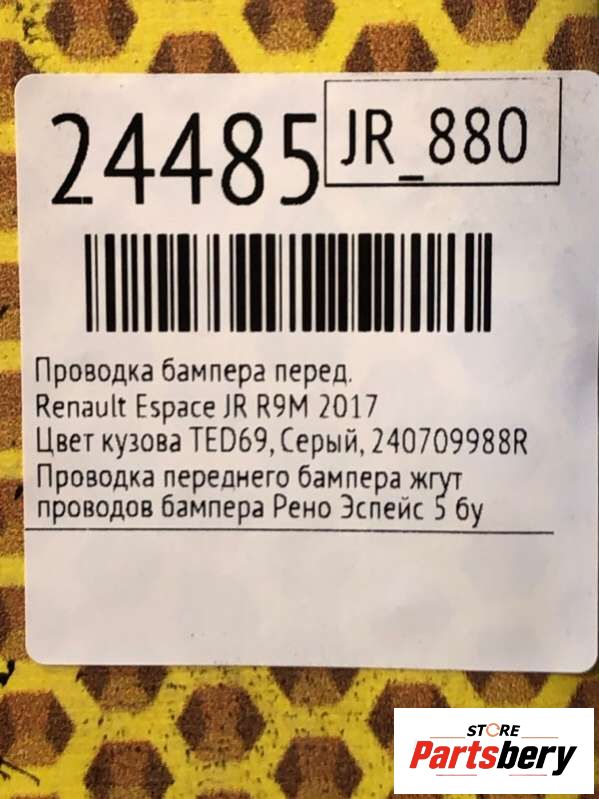 24485
JR_880
Проводка бампера перед.
Renault Espace JR R9M 2017
Цвет кузова TED69, Серый, 240709988R
Проводка переднего бампера жгут
проводов бампера Рено Эспейс 5 бу
STORE
Partsbery